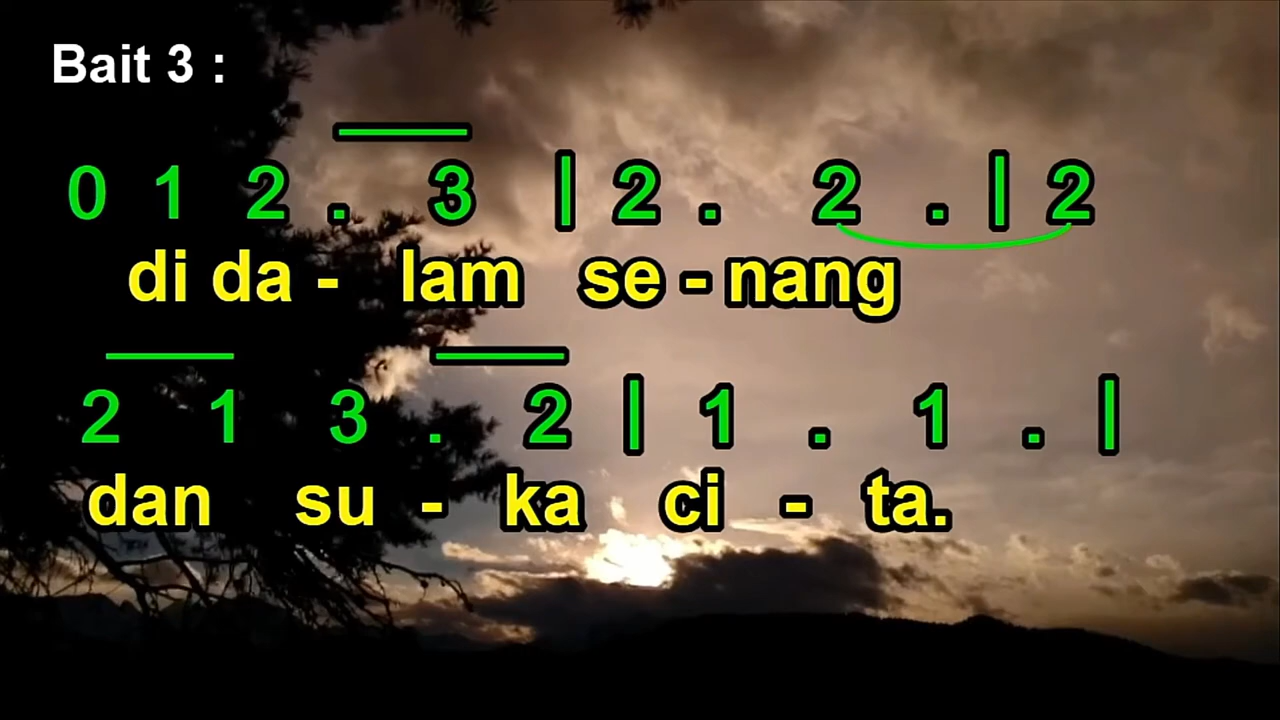 Bait 3 :
0 1 2 . 3 | 2 . 2 . | 2
di da - lam se - nang
2 1 3 . 2 | 1 . 1 . |
dan su - ka ci - ta.